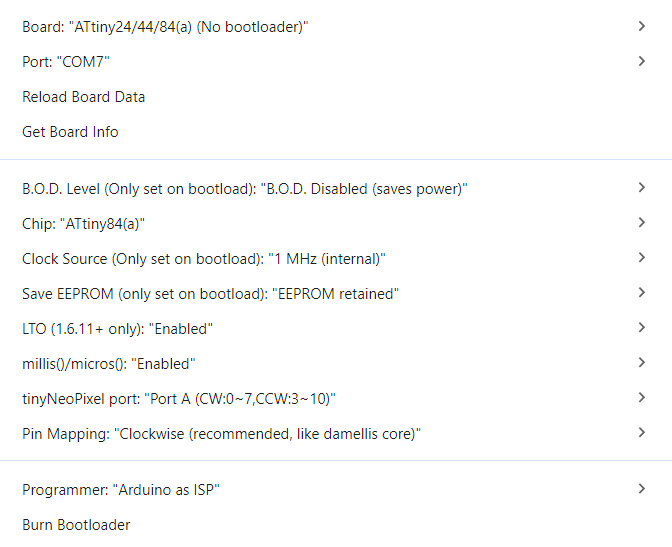 Board: "ATtiny24/44/84(a) (No bootloader)"
Port: "COM7"
Reload Board Data
Get Board Info
B.O.D. Level (Only set on bootload): "B.O.D. Disabled (saves power)"
Chip: "ATtiny84(a)"
Clock Source (Only set on bootload): "1 MHz (internal)"
Save EEPROM (only set on bootload): "EEPROM retained"
LTO (1.6.11+ only): "Enabled"
millis()/micros(): "Enabled"
tinyNeoPixel port: "Port A (CW:0~7,CCW:3~10)"
Pin Mapping: "Clockwise (recommended, like damellis core)"
Programmer: "Arduino as ISP"
Burn Bootloader